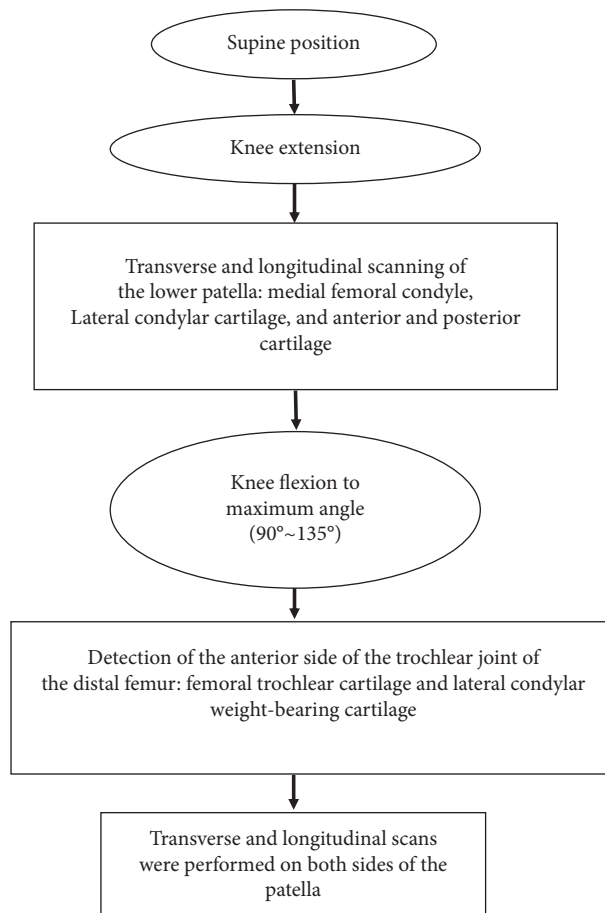 Supine position
Knee extension
Transverse and longitudinal scanning of
the lower patella: medial femoral condyle,
Lateral condylar cartilage, and anterior and posterior
cartilage
Knee flexion to
maximum angle
(90°~135°)
Detection of the anterior side of the trochlear joint of
the distal femur: femoral trochlear cartilage and lateral condylar
weight-bearing cartilage
Transverse and longitudinal scans
were performed on both sides of the
patella